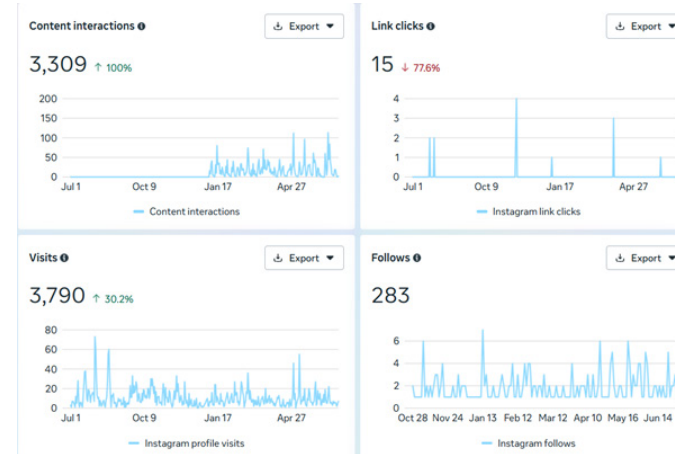 Content interactions
Export
3,309 ↑ 100%
200
150
100
50
0
Jul 1 Oct 9 Jan 17 Apr 27
Content interactions
Link clicks
Export
15 ↓ 77.6%
4
3
2
1
0
Jul 1 Oct 9 Jan 17 Apr 27
Instagram link clicks
Visits
Export
3,790 ↑ 30.2%
80
60
40
20
0
Jul 1 Oct 9 Jan 17 Apr 27
Instagram profile visits
Follows
Export
283
6
4
2
0
Oct 28 Nov 24 Jan 13 Feb 12 Mar 12 Apr 10 May 16 Jun 14
Instagram follows